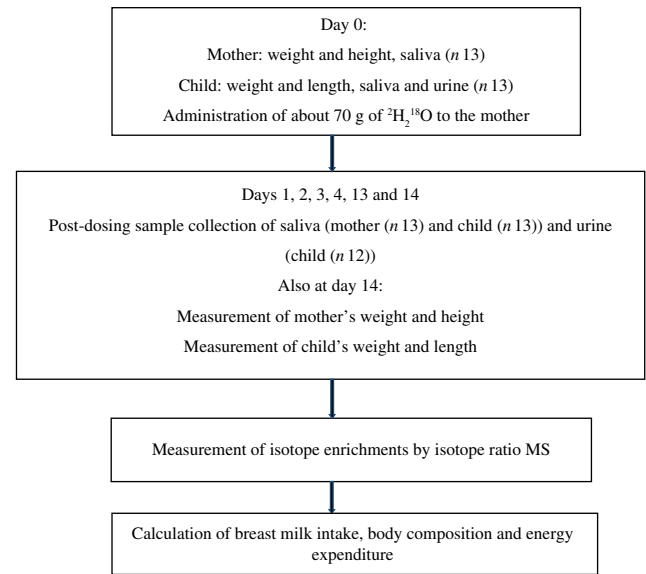 Day 0:
Mother: weight and height, saliva (n 13)
Child: weight and length, saliva and urine (n 13)
Administration of about 70 g of ²H₂¹⁸O to the mother
Days 1, 2, 3, 4, 13 and 14
Post-dosing sample collection of saliva (mother (n 13) and child (n 13)) and urine
(child (n 12))
Also at day 14:
Measurement of mother’s weight and height
Measurement of child’s weight and length
Measurement of isotope enrichments by isotope ratio MS
Calculation of breast milk intake, body composition and energy
expenditure